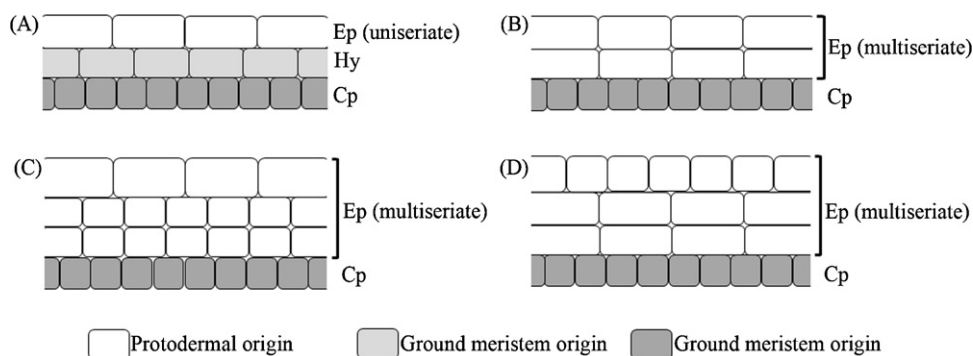 (A)
Ep (uniseriate)
Hy
Cp
(B)
Ep (multiseriate)
Cp
(C)
Ep (multiseriate)
Cp
(D)
Ep (multiseriate)
Cp
Protodermal origin
Ground meristem origin
Ground meristem origin